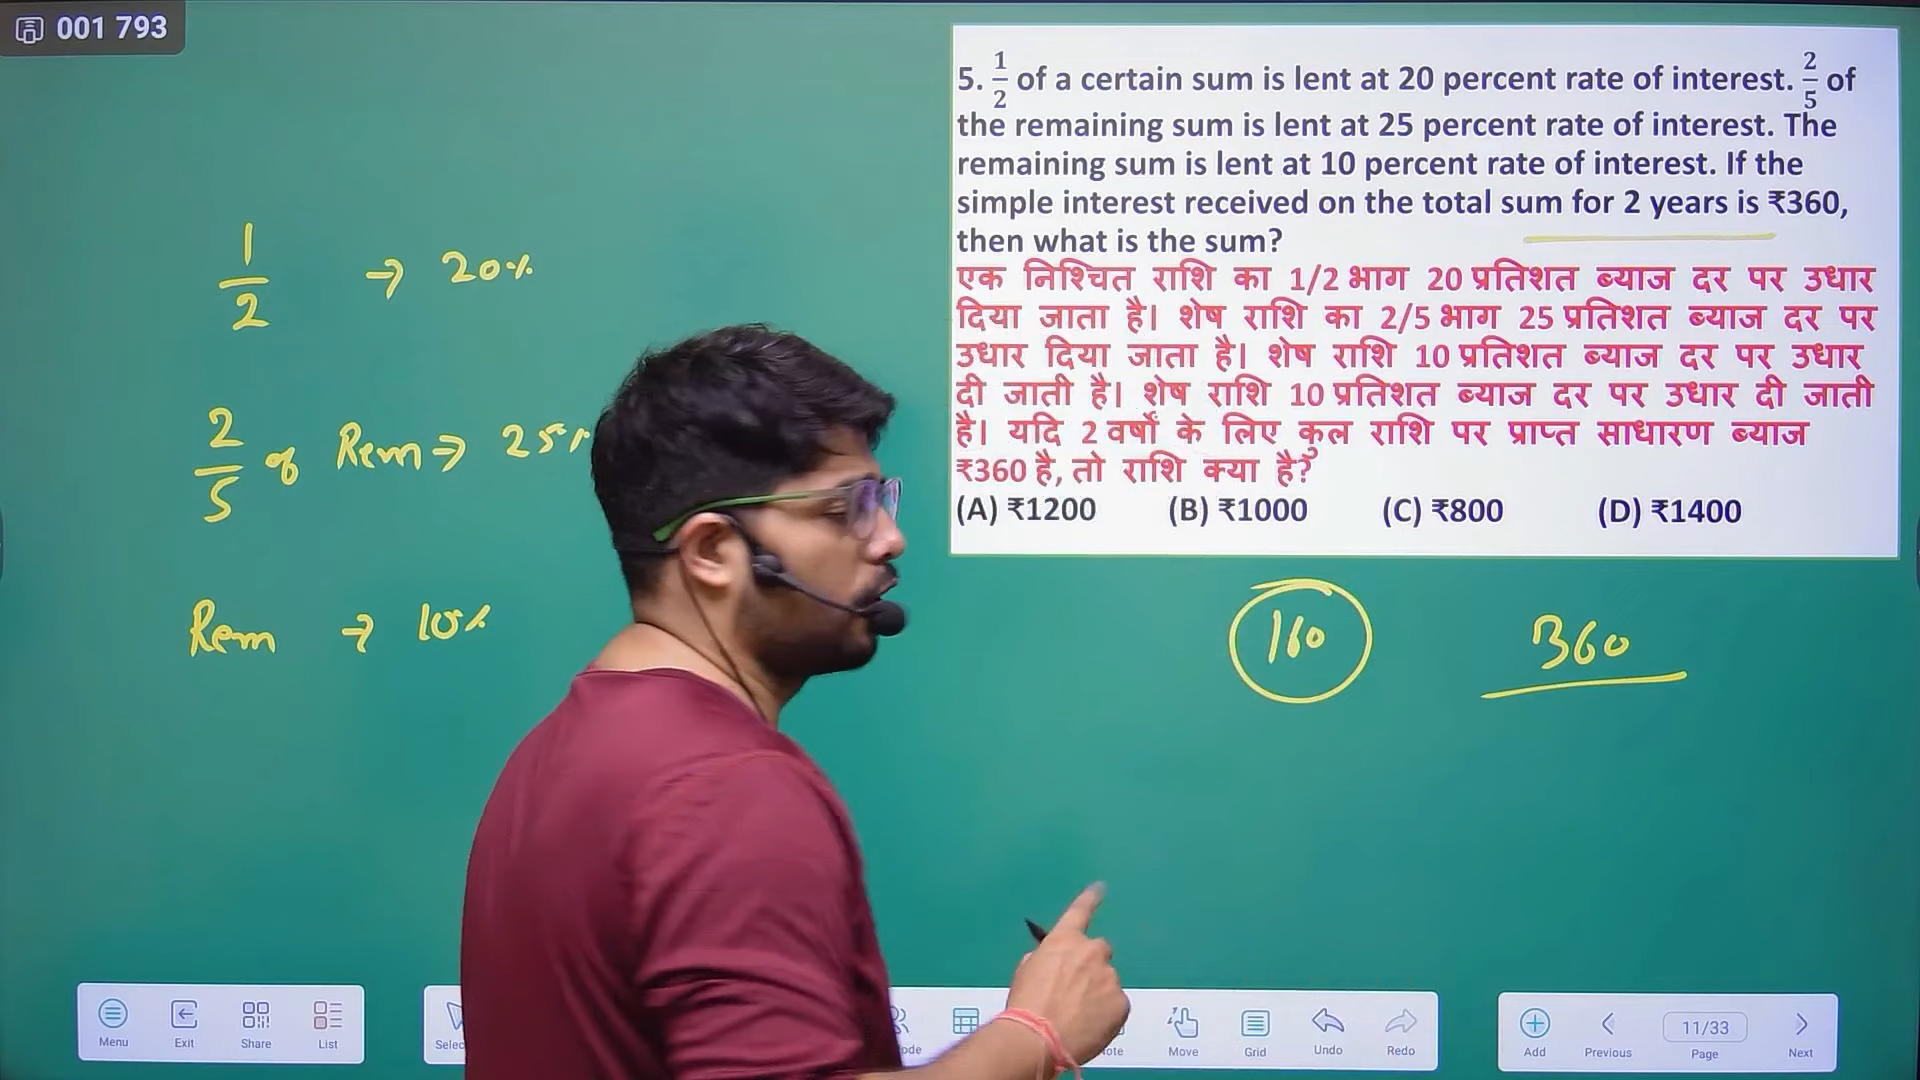 001 793
5. 1/2 of a certain sum is lent at 20 percent rate of interest. 2/5 of
the remaining sum is lent at 25 percent rate of interest. The
remaining sum is lent at 10 percent rate of interest. If the
simple interest received on the total sum for 2 years is ₹360,
then what is the sum?
एक निश्चित राशि का 1/2 भाग 20 प्रतिशत ब्याज दर पर उधार
दिया जाता है। शेष राशि का 2/5 भाग 25 प्रतिशत ब्याज दर पर
उधार दिया जाता है। शेष राशि 10 प्रतिशत ब्याज दर पर उधार
दी जाती है। शेष राशि 10 प्रतिशत ब्याज दर पर उधार दी जाती
है। यदि 2 वर्षों के लिए कुल राशि पर प्राप्त साधारण ब्याज
₹360 है, तो राशि क्या है?
(A) ₹1200 (B) ₹1000 (C) ₹800 (D) ₹1400
1/2 → 20%
2/5 of Rem → 25%
Rem → 10%
160 360
Menu Exit Share List Move Grid Undo Redo Add Previous 11/33 Page Next